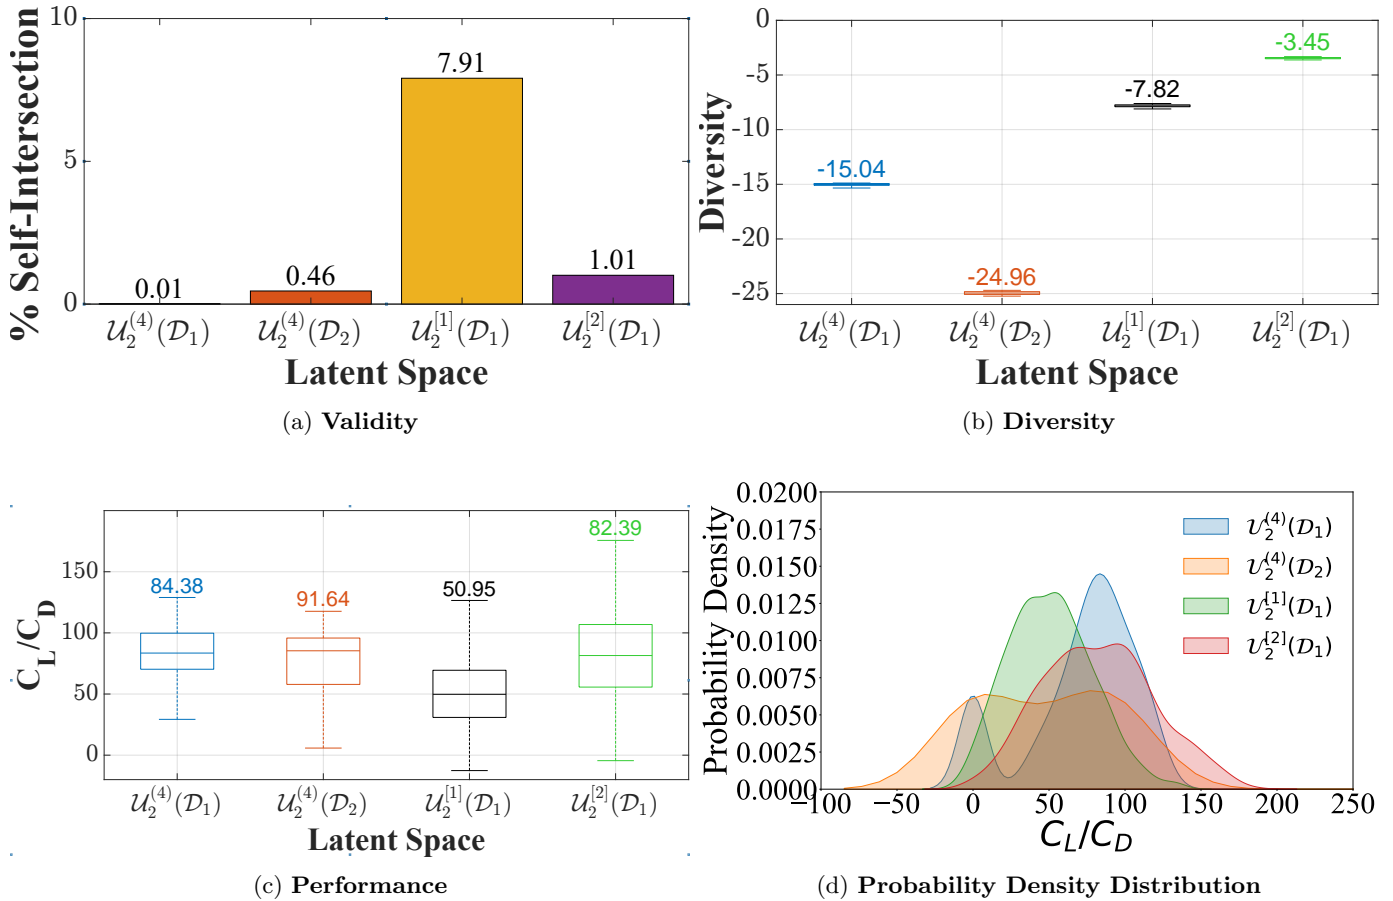 % Self-Intersection
10
5
0
0.01
0.46
7.91
1.01
𝒰₂⁽⁴⁾(𝒟₁)
𝒰₂⁽⁴⁾(𝒟₂)
𝒰₂^[1](𝒟₁)
𝒰₂^[2](𝒟₁)
Latent Space
(a) Validity
Diversity
0
-5
-10
-15
-20
-25
-15.04
-24.96
-7.82
-3.45
𝒰₂⁽⁴⁾(𝒟₁)
𝒰₂⁽⁴⁾(𝒟₂)
𝒰₂^[1](𝒟₁)
𝒰₂^[2](𝒟₁)
Latent Space
(b) Diversity
C_L/C_D
150
100
50
0
84.38
91.64
50.95
82.39
𝒰₂⁽⁴⁾(𝒟₁)
𝒰₂⁽⁴⁾(𝒟₂)
𝒰₂^[1](𝒟₁)
𝒰₂^[2](𝒟₁)
Latent Space
(c) Performance
Probability Density
0.0200
0.0175
0.0150
0.0125
0.0100
0.0075
0.0050
0.0025
0.0000
𝒰₂⁽⁴⁾(𝒟₁)
𝒰₂⁽⁴⁾(𝒟₂)
𝒰₂^[1](𝒟₁)
𝒰₂^[2](𝒟₁)
−100 −50 0 50 100 150 200 250
C_L/C_D
(d) Probability Density Distribution